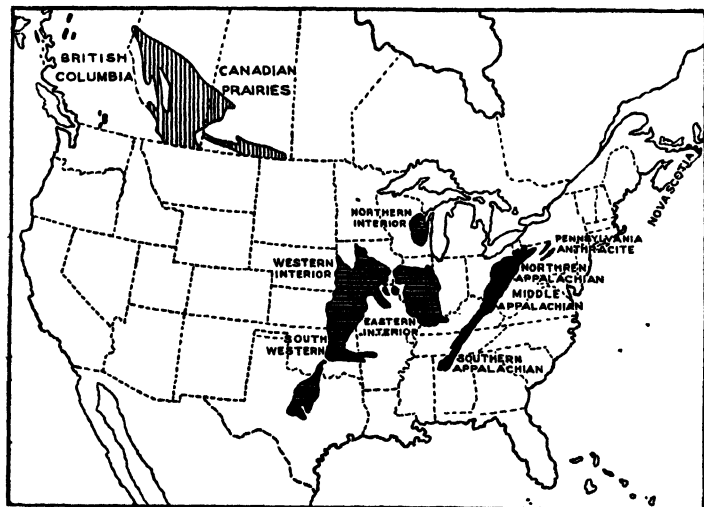 BRITISH
COLUMBIA
CANADIAN
PRAIRIES
NOVA SCOTIA
NORTHERN
INTERIOR
PENNSYLVANIA
ANTHRACITE
WESTERN
INTERIOR
NORTHREN
APPALACHIAN
MIDDLE
APPALACHIAN
EASTERN
INTERIOR
SOUTH
WESTERN
SOUTHERN
APPALACHIAN